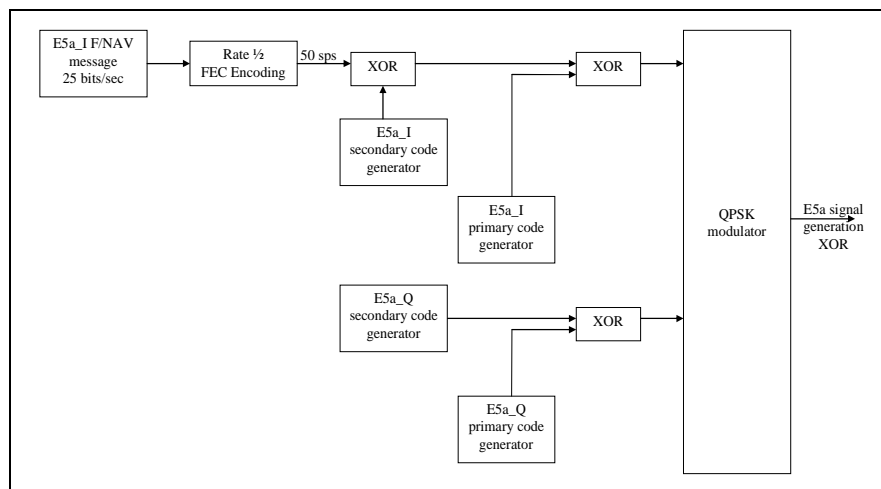 E5a_I F/NAV
message
25 bits/sec
Rate ½
FEC Encoding
50 sps
XOR
XOR
E5a_I
secondary code
generator
E5a_I
primary code
generator
QPSK
modulator
E5a signal
generation
XOR
E5a_Q
secondary code
generator
XOR
E5a_Q
primary code
generator